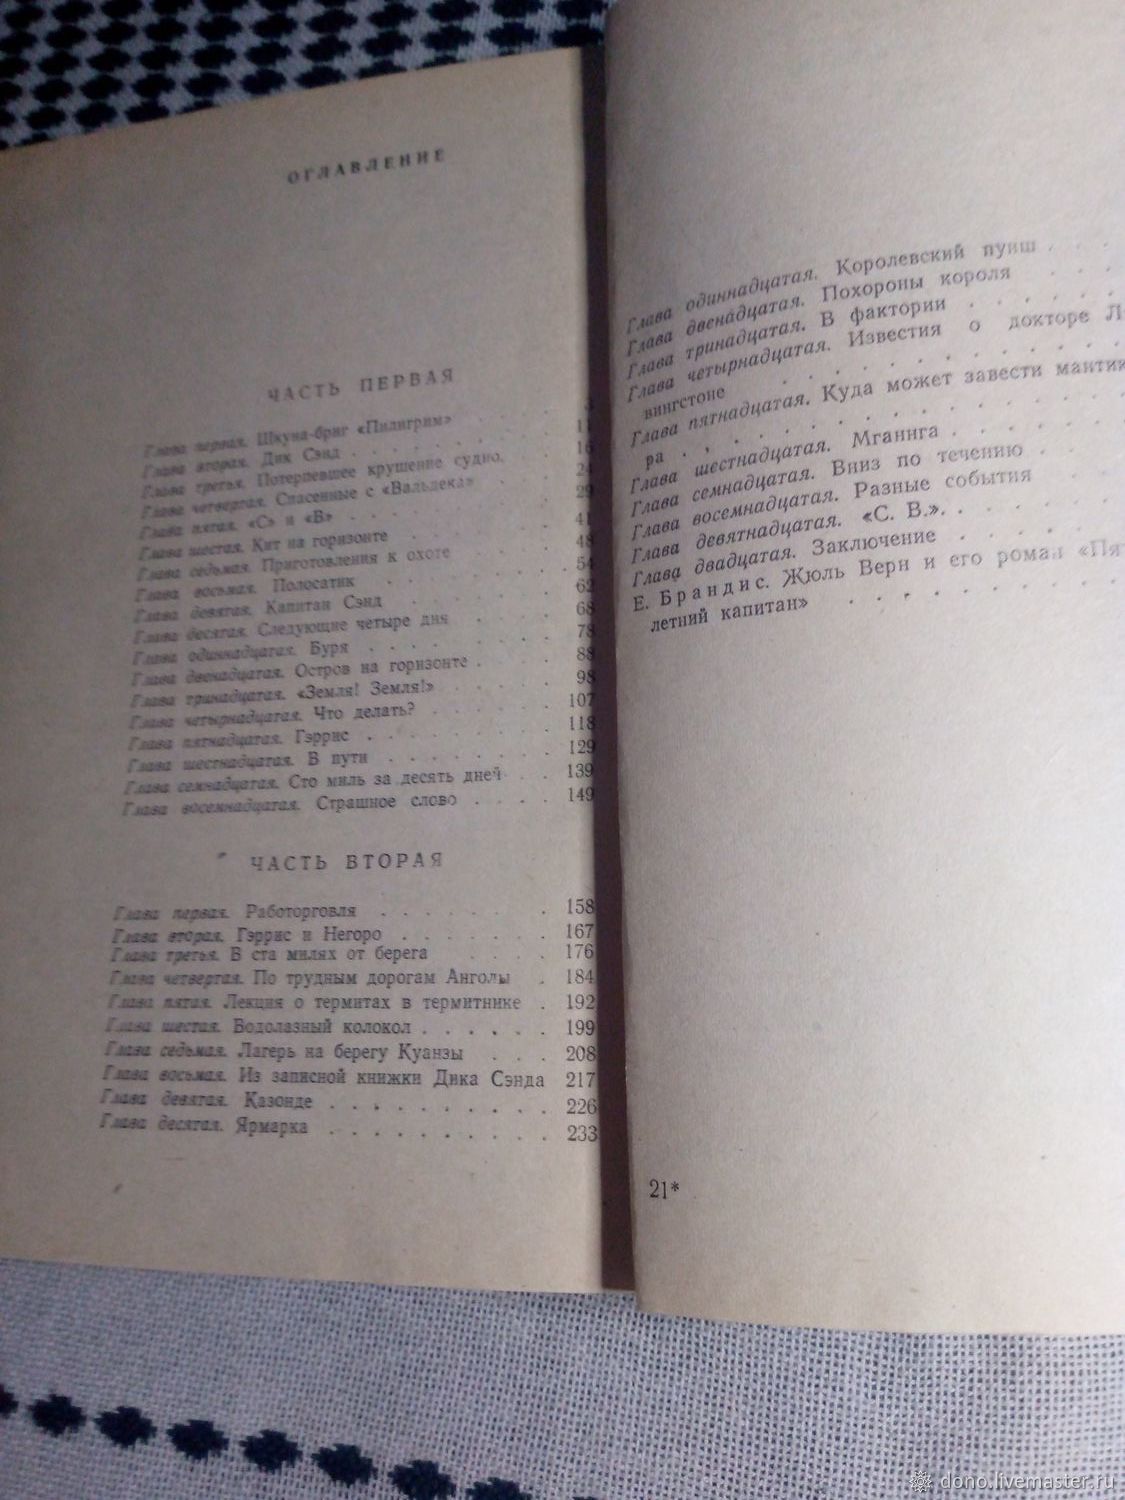 ОГЛАВЛЕНИЕ
ЧАСТЬ ПЕРВАЯ
Глава первая. Шкуна-бриг «Пилигрим» . . . . 3
Глава вторая. Дик Сэнд . . . . . . . 11
Глава третья. Потерпевшее крушение судно. . . . 16
Глава четвертая. Спасенные с «Вальдека» . . . 24
Глава пятая. «С» и «В» . . . . . . . 29
Глава шестая. Кит на горизонте . . . . . 41
Глава седьмая. Приготовления к охоте . . . . 48
Глава восьмая. Полосатик . . . . . . 54
Глава девятая. Капитан Сэнд . . . . . . 62
Глава десятая. Следующие четыре дня . . . . 68
Глава одиннадцатая. Буря . . . . . . . 78
Глава двенадцатая. Остров на горизонте . . . . 88
Глава тринадцатая. «Земля! Земля!» . . . . . 98
Глава четырнадцатая. Что делать? . . . . . 107
Глава пятнадцатая. Гэррис . . . . . . . 118
Глава шестнадцатая. В пути . . . . . . 129
Глава семнадцатая. Сто миль за десять дней . . 139
Глава восемнадцатая. Страшное слово . . . . 149
ЧАСТЬ ВТОРАЯ
Глава первая. Работорговля . . . . . . . 158
Глава вторая. Гэррис и Негоро . . . . . . . 167
Глава третья. В ста милях от берега . . . . 176
Глава четвертая. По трудным дорогам Анголы . 184
Глава пятая. Лекция о термитах в термитнике . 192
Глава шестая. Водолазный колокол . . . . . . 199
Глава седьмая. Лагерь на берегу Куанзы . . . 208
Глава восьмая. Из записной книжки Дика Сэнда 217
Глава девятая. Казонде . . . . . . . . . . 226
Глава десятая. Ярмарка . . . . . . . . . . 233
Глава одиннадцатая. Королевский пунш . . .
Глава двенадцатая. Похороны короля . . .
Глава тринадцатая. В фактории . . . . . .
Глава четырнадцатая. Известия о докторе Ли
вингстоне . . . . . . . . . .
Глава пятнадцатая. Куда может завести мантик
ра . . . . . . . . . . .
Глава шестнадцатая. Мганнга . . . . . .
Глава семнадцатая. Вниз по течению . . .
Глава восемнадцатая. Разные события . .
Глава девятнадцатая. «С. В.». . . . .
Глава двадцатая. Заключение . . . . .
Е. Брандис. Жюль Верн и его роман «Пят
летний капитан» . . . . . . . . .
21*
dono.livemaster.ru